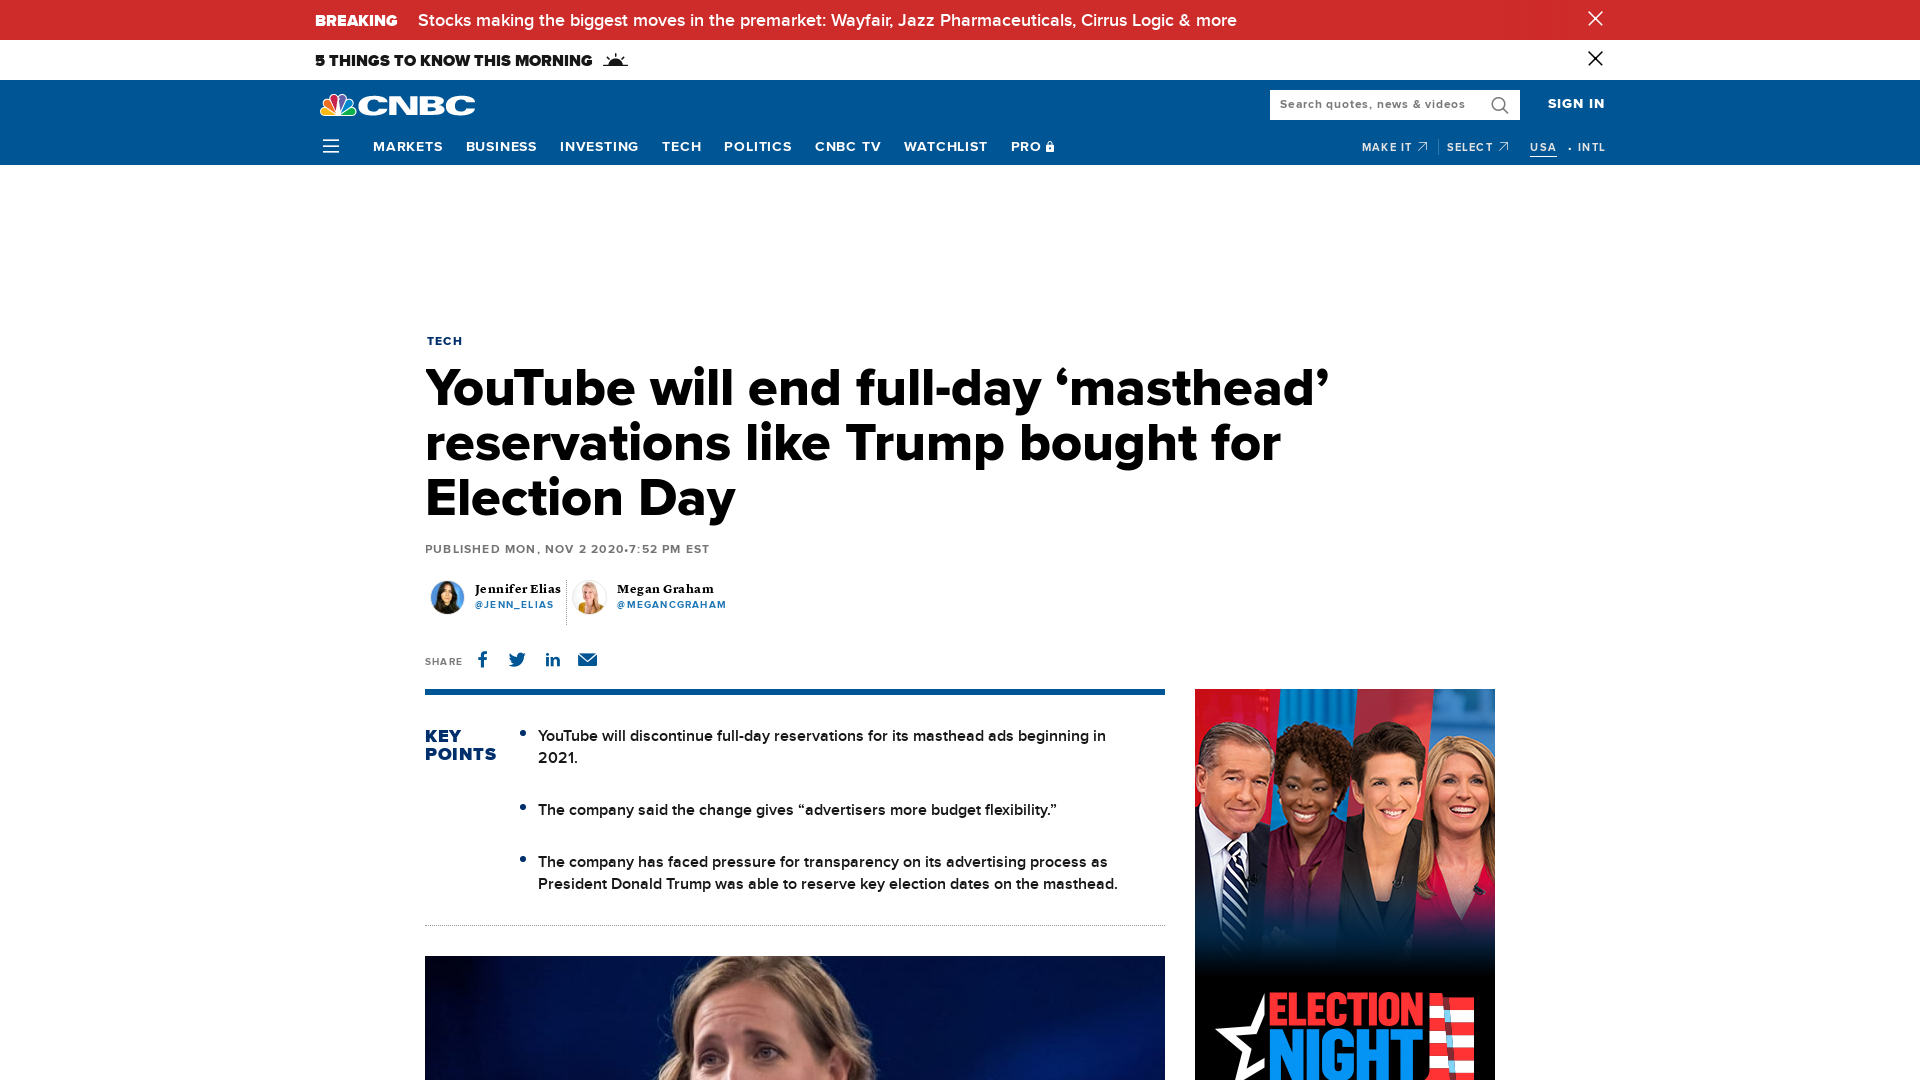 BREAKING Stocks making the biggest moves in the premarket: Wayfair, Jazz Pharmaceuticals, Cirrus Logic & more
5 THINGS TO KNOW THIS MORNING
CNBC
Search quotes, news & videos
SIGN IN
MARKETS BUSINESS INVESTING TECH POLITICS CNBC TV WATCHLIST PRO
MAKE IT SELECT USA • INTL
TECH
YouTube will end full-day ‘masthead’
reservations like Trump bought for
Election Day
PUBLISHED MON, NOV 2 2020•7:52 PM EST
Jennifer Elias
@JENN_ELIAS
Megan Graham
@MEGANCGRAHAM
SHARE
KEY
POINTS
• YouTube will discontinue full-day reservations for its masthead ads beginning in
2021.
• The company said the change gives “advertisers more budget flexibility.”
• The company has faced pressure for transparency on its advertising process as
President Donald Trump was able to reserve key election dates on the masthead.
ELECTION
NIGHT